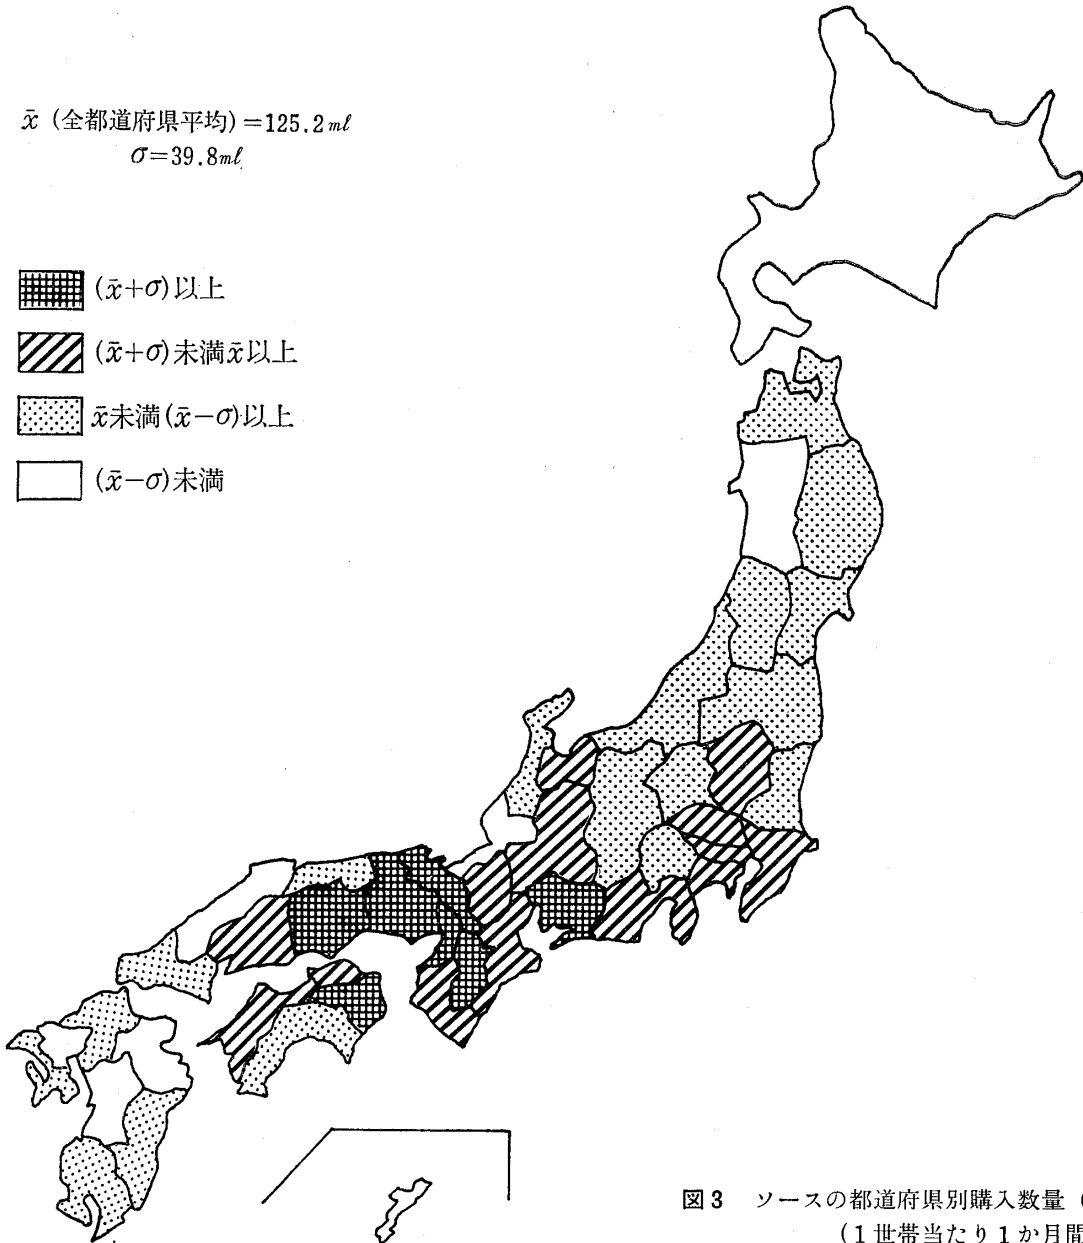 x̄ (全都道府県平均)=125.2ml
σ=39.8ml
(x̄+σ)以上
(x̄+σ)未満x̄以上
x̄未満(x̄−σ)以上
(x̄−σ)未満
図3 ソースの都道府県別購入数量(
(1世帯当たり1か月間